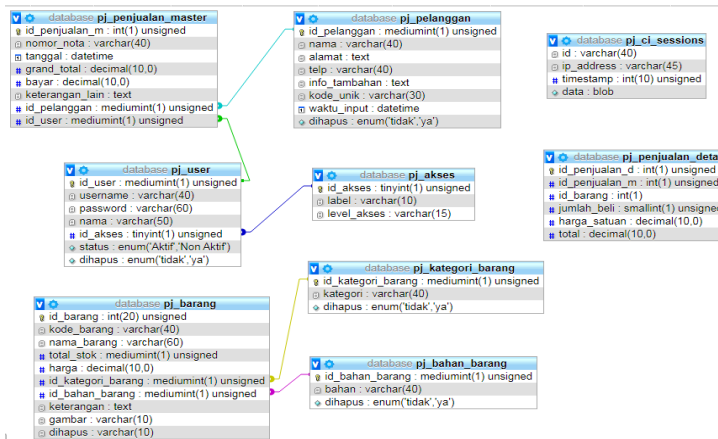 database pj_penjualan_master
id_penjualan_m : int(1) unsigned
nomor_nota : varchar(40)
tanggal : datetime
grand_total : decimal(10,0)
bayar : decimal(10,0)
keterangan_lain : text
id_pelanggan : mediumint(1) unsigned
id_user : mediumint(1) unsigned
database pj_pelanggan
id_pelanggan : mediumint(1) unsigned
nama : varchar(40)
alamat : text
telp : varchar(40)
info_tambahan : text
kode_unik : varchar(30)
waktu_input : datetime
dihapus : enum('tidak','ya')
database pj_ci_sessions
id : varchar(40)
ip_address : varchar(45)
timestamp : int(10) unsigned
data : blob
database pj_user
id_user : mediumint(1) unsigned
username : varchar(40)
password : varchar(60)
nama : varchar(50)
id_akses : tinyint(1) unsigned
status : enum('Aktif','Non Aktif')
dihapus : enum('tidak','ya')
database pj_akses
id_akses : tinyint(1) unsigned
label : varchar(10)
level_akses : varchar(15)
database pj_penjualan_deta
id_penjualan_d : int(1) unsigned
id_penjualan_m : int(1) unsigned
id_barang : int(1)
jumlah_beli : smallint(1) unsigned
harga_satuan : decimal(10,0)
total : decimal(10,0)
database pj_barang
id_barang : int(20) unsigned
kode_barang : varchar(40)
nama_barang : varchar(60)
total_stok : mediumint(1) unsigned
harga : decimal(10,0)
id_kategori_barang : mediumint(1) unsigned
id_bahan_barang : mediumint(1) unsigned
keterangan : text
gambar : varchar(10)
dihapus : varchar(10)
database pj_kategori_barang
id_kategori_barang : mediumint(1) unsigned
kategori : varchar(40)
dihapus : enum('tidak','ya')
database pj_bahan_barang
id_bahan_barang : mediumint(1) unsigned
bahan : varchar(40)
dihapus : enum('tidak','ya')